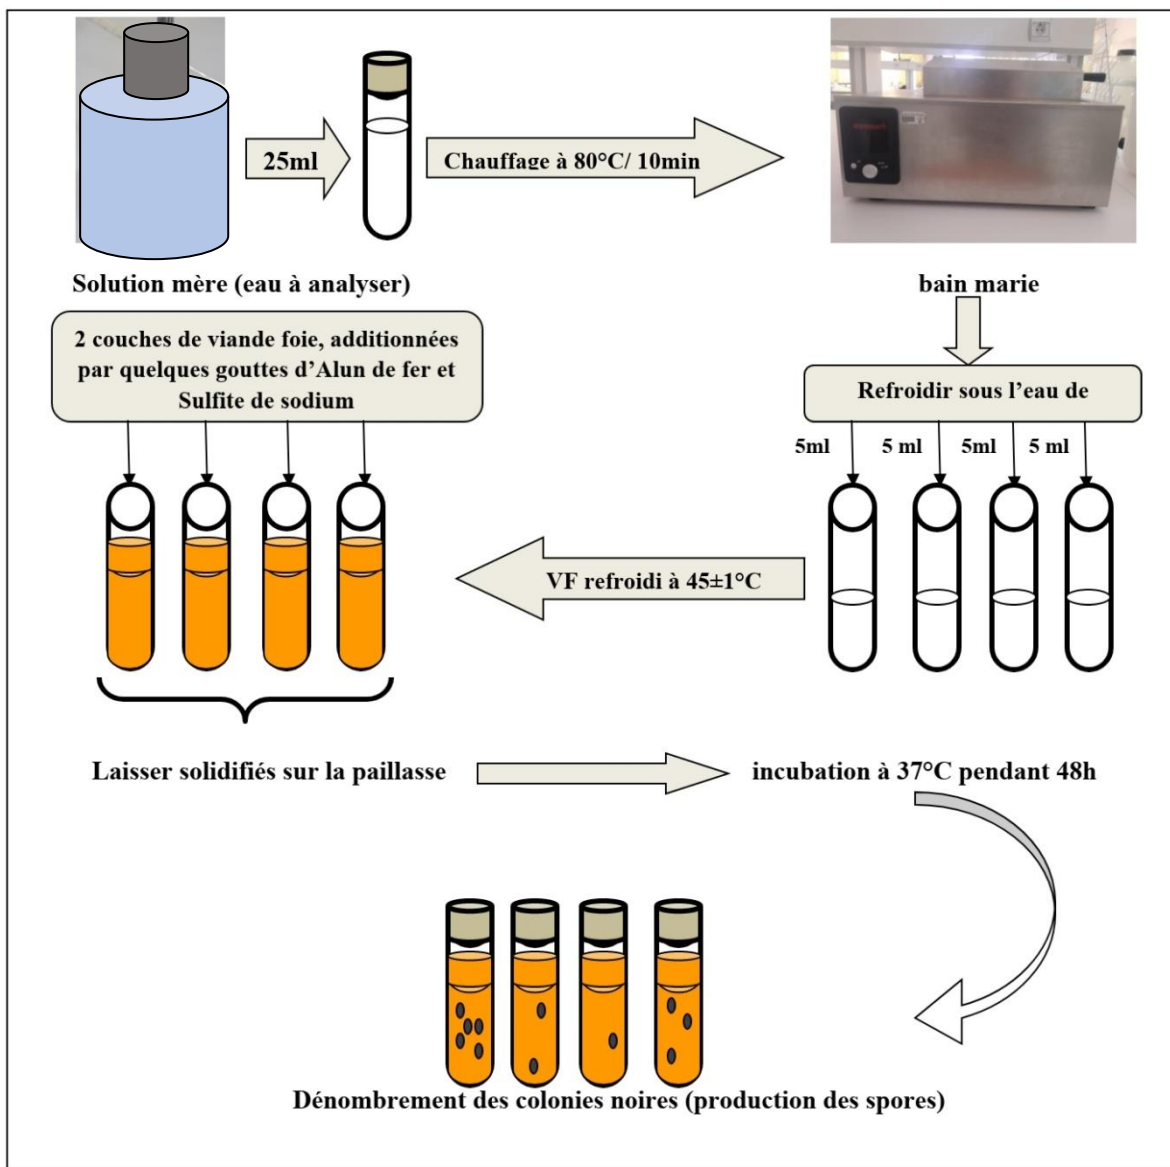 25ml
Chauffage à 80°C/ 10min
Solution mère (eau à analyser)
bain marie
2 couches de viande foie, additionnées
par quelques gouttes d'Alun de fer et
Sulfite de sodium
Refroidir sous l'eau de
5ml 5 ml 5ml 5 ml
VF refroidi à 45±1°C
Laisser solidifiés sur la paillasse
incubation à 37°C pendant 48h
Dénombrement des colonies noires (production des spores)